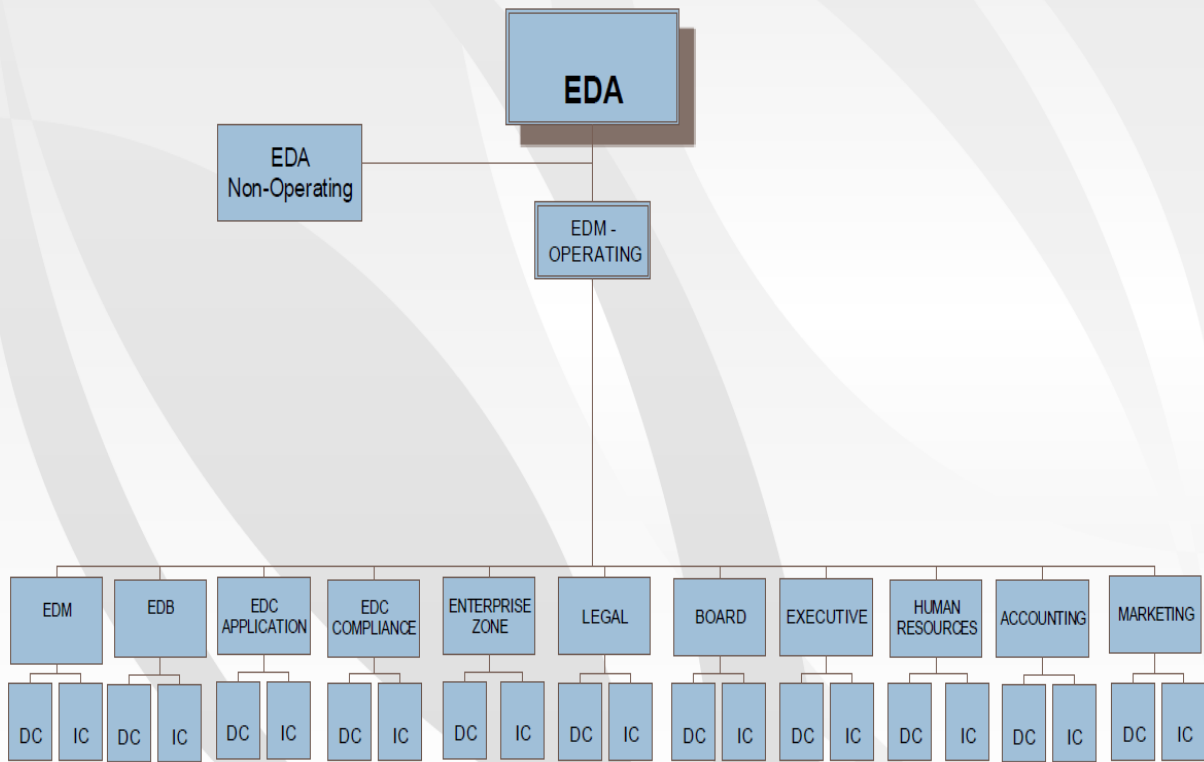 EDA
EDA
Non-Operating
EDM -
OPERATING
EDM
EDB
EDC
APPLICATION
EDC
COMPLIANCE
ENTERPRISE
ZONE
LEGAL
BOARD
EXECUTIVE
HUMAN
RESOURCES
ACCOUNTING
MARKETING
DC
IC
DC
IC
DC
IC
DC
IC
DC
IC
DC
IC
DC
IC
DC
IC
DC
IC
DC
IC
DC
IC